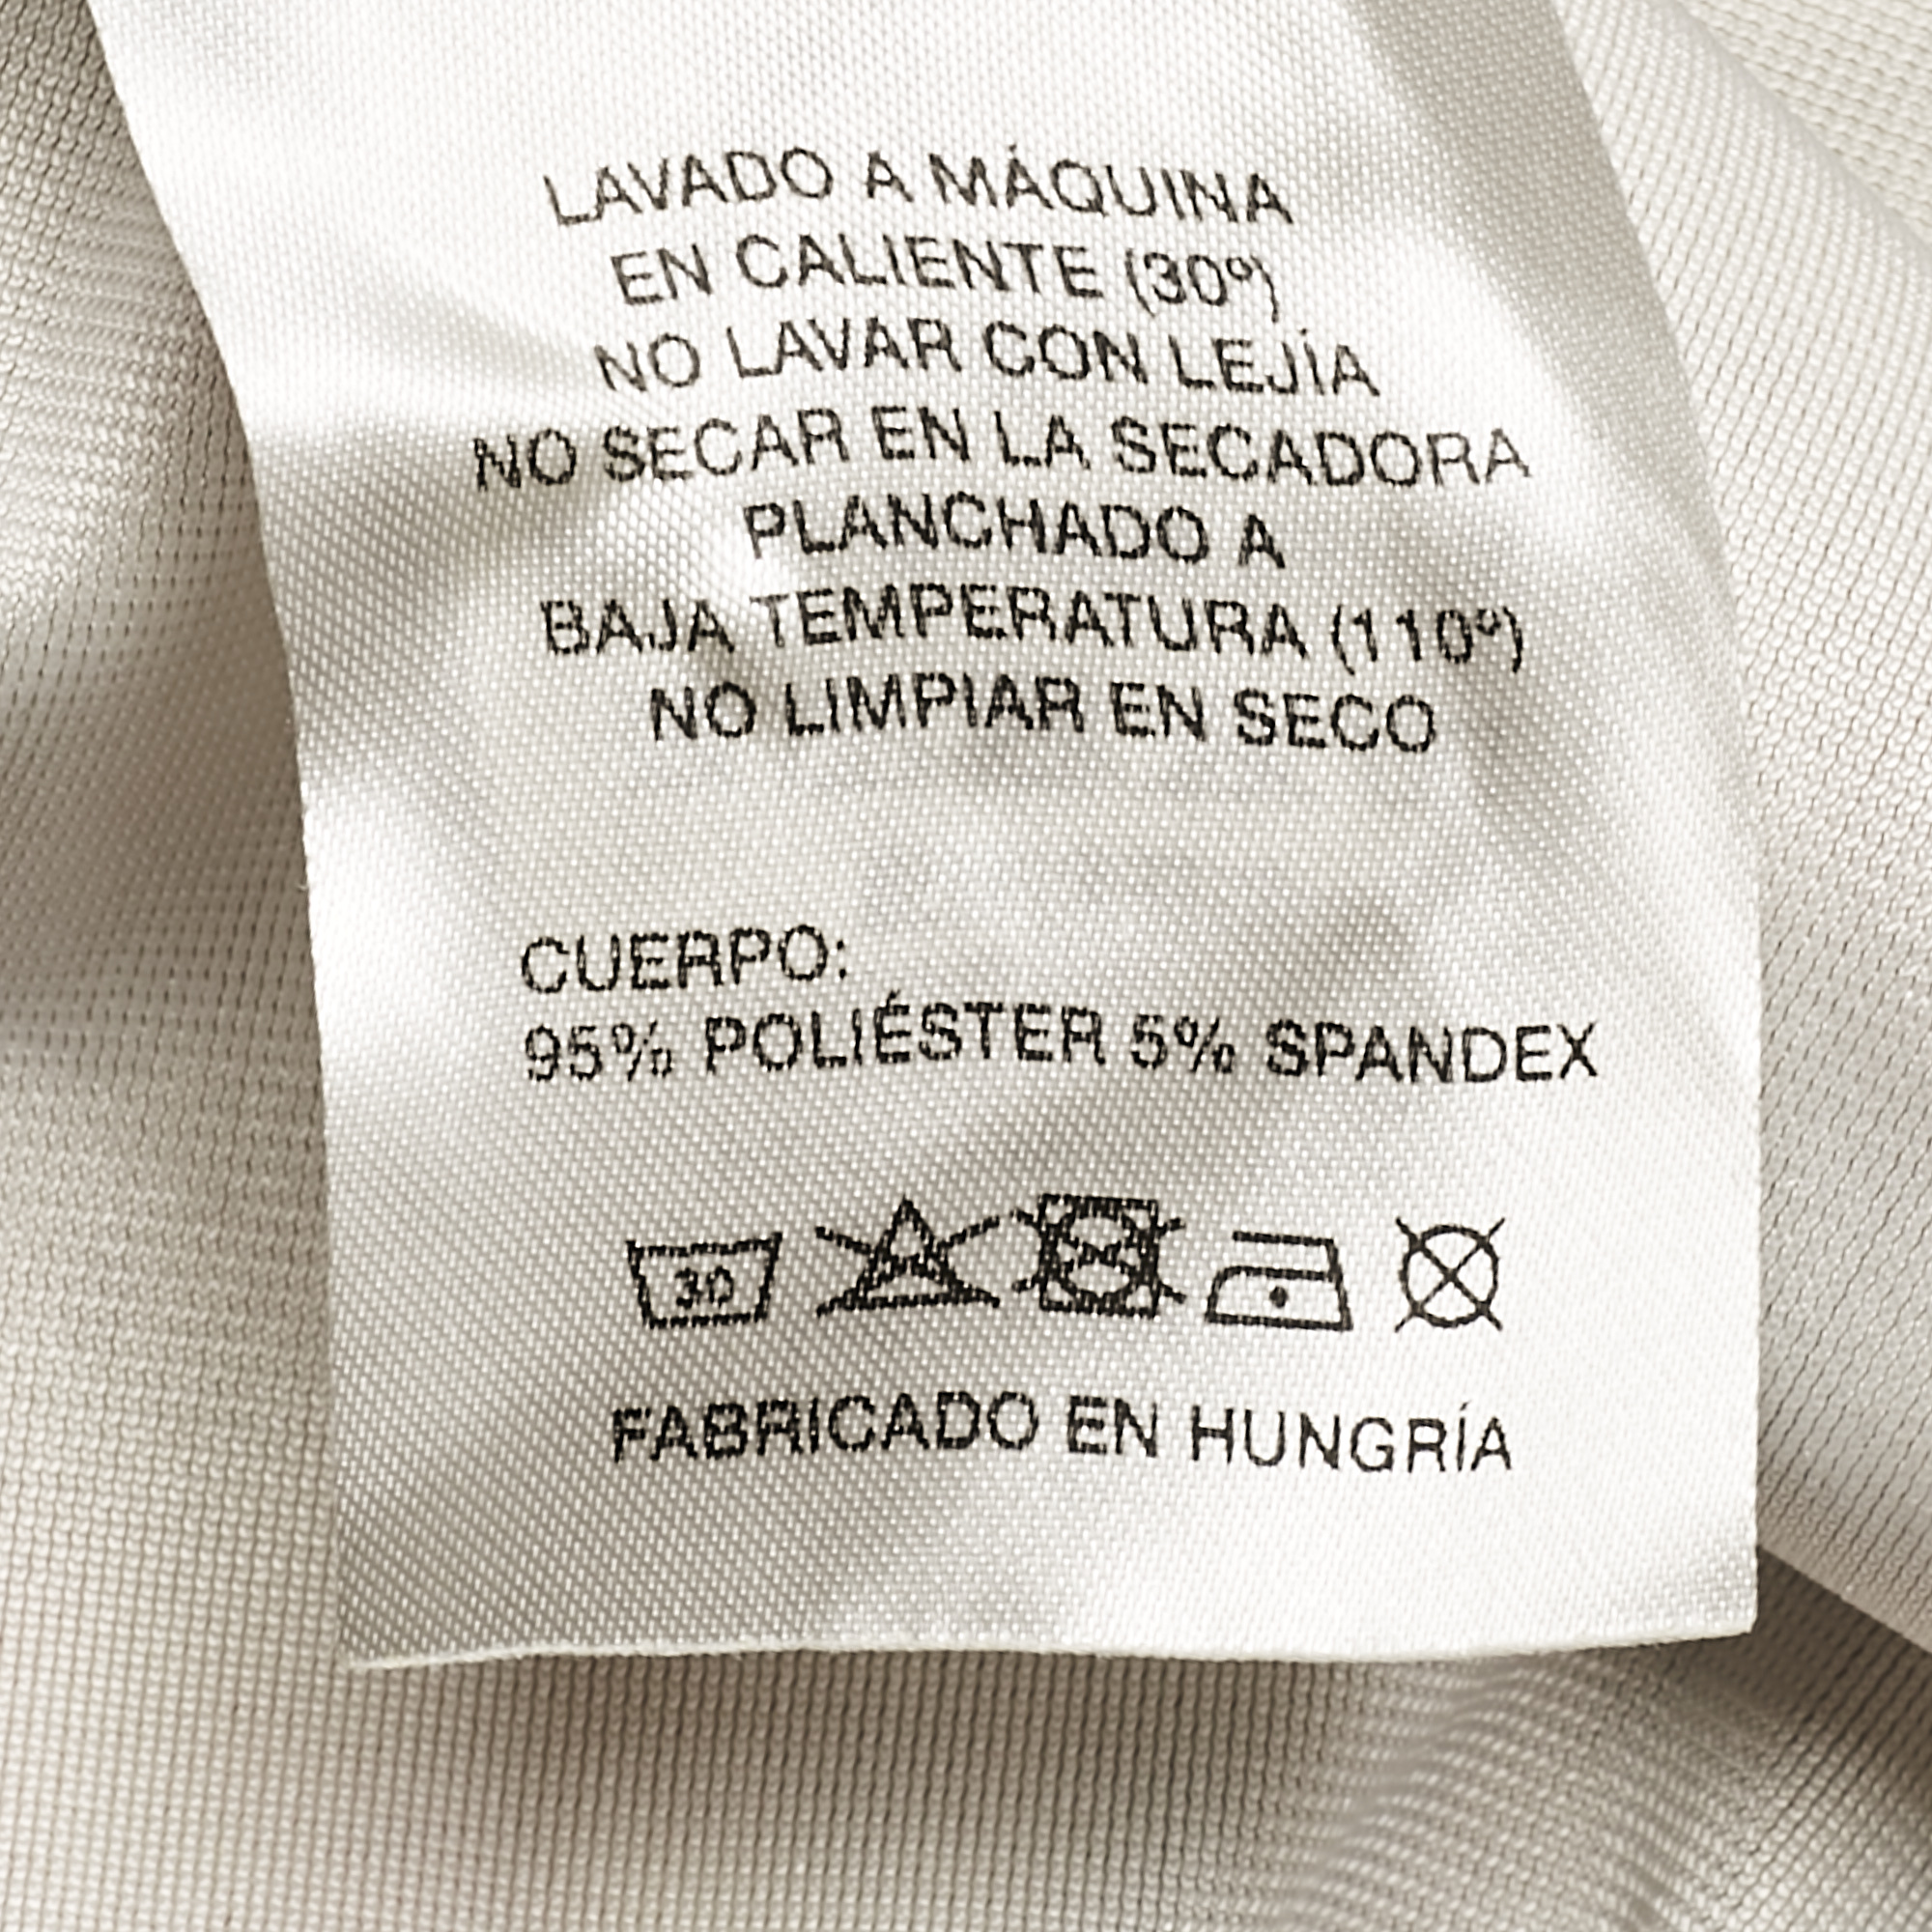 LAVADO A MÁQUINA
EN CALIENTE (30º)
NO LAVAR CON LEJÍA
NO SECAR EN LA SECADORA
PLANCHADO A
BAJA TEMPERATURA (110º)
NO LIMPIAR EN SECO
CUERPO:
95% POLIÉSTER 5% SPANDEX
30
FABRICADO EN HUNGRÍA